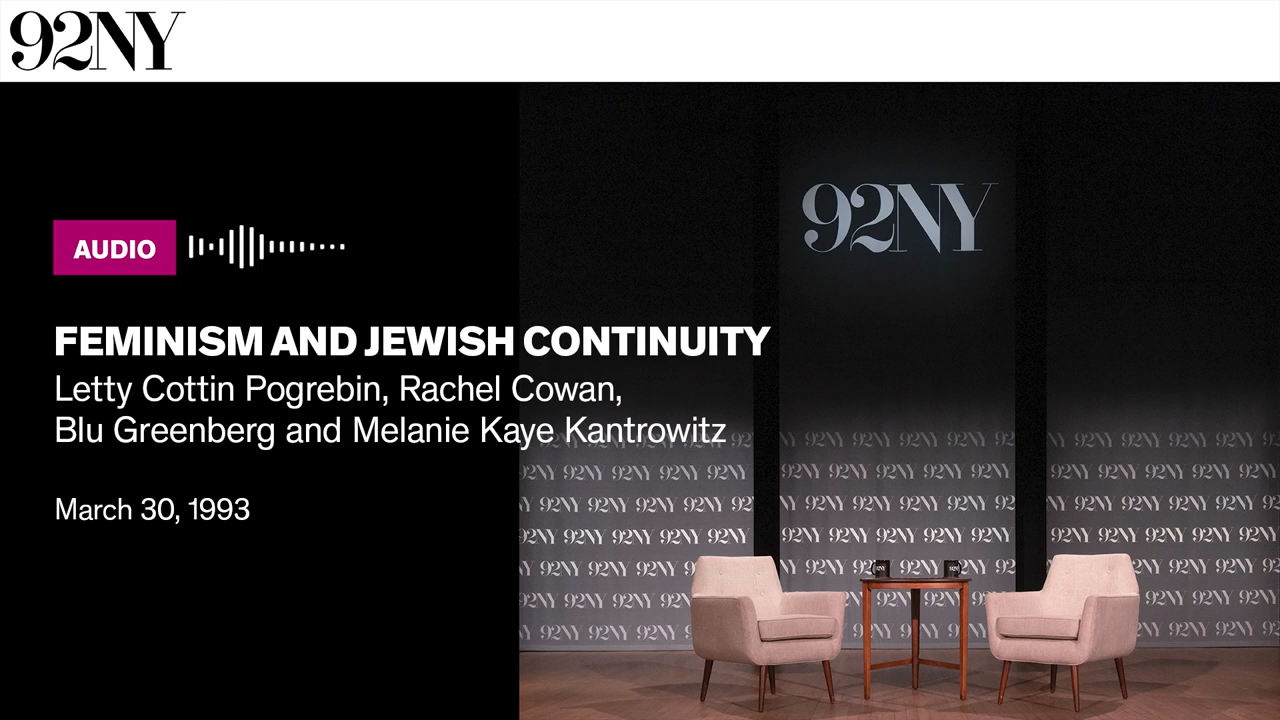 92NY
92NY
AUDIO
FEMINISM AND JEWISH CONTINUITY
Letty Cottin Pogrebin, Rachel Cowan,
Blu Greenberg and Melanie Kaye Kantrowitz
March 30, 1993